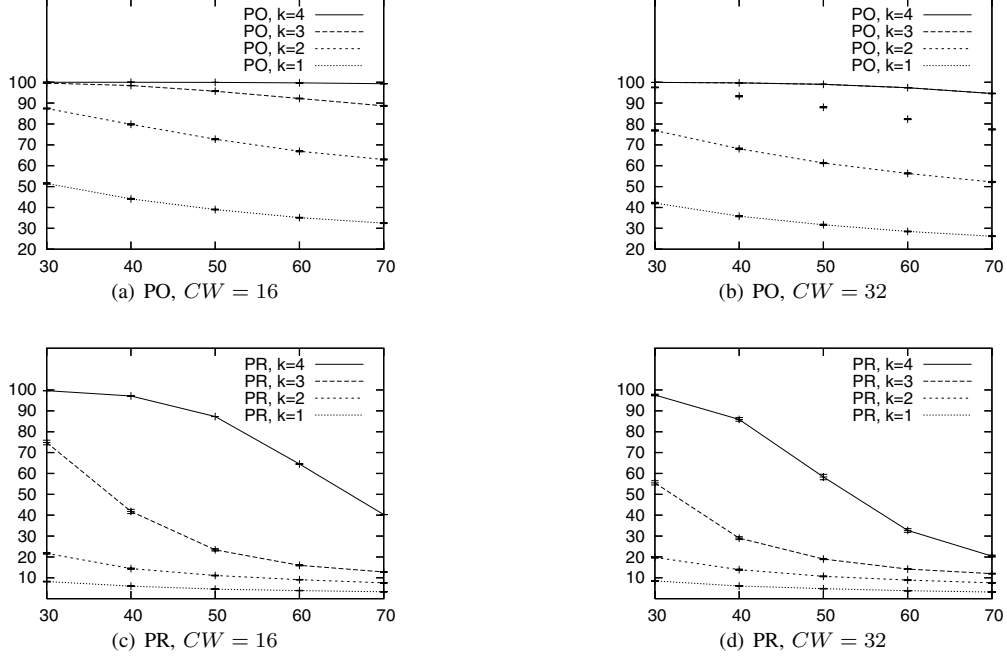 PO, k=4
PO, k=3
PO, k=2
PO, k=1
100
90
80
70
60
50
40
30
20
30 40 50 60 70
(a) PO, CW = 16
PO, k=4
PO, k=3
PO, k=2
PO, k=1
100
90
80
70
60
50
40
30
20
30 40 50 60 70
(b) PO, CW = 32
PR, k=4
PR, k=3
PR, k=2
PR, k=1
100
90
80
70
60
50
40
30
20
10
30 40 50 60 70
(c) PR, CW = 16
PR, k=4
PR, k=3
PR, k=2
PR, k=1
100
90
80
70
60
50
40
30
20
10
30 40 50 60 70
(d) PR, CW = 32